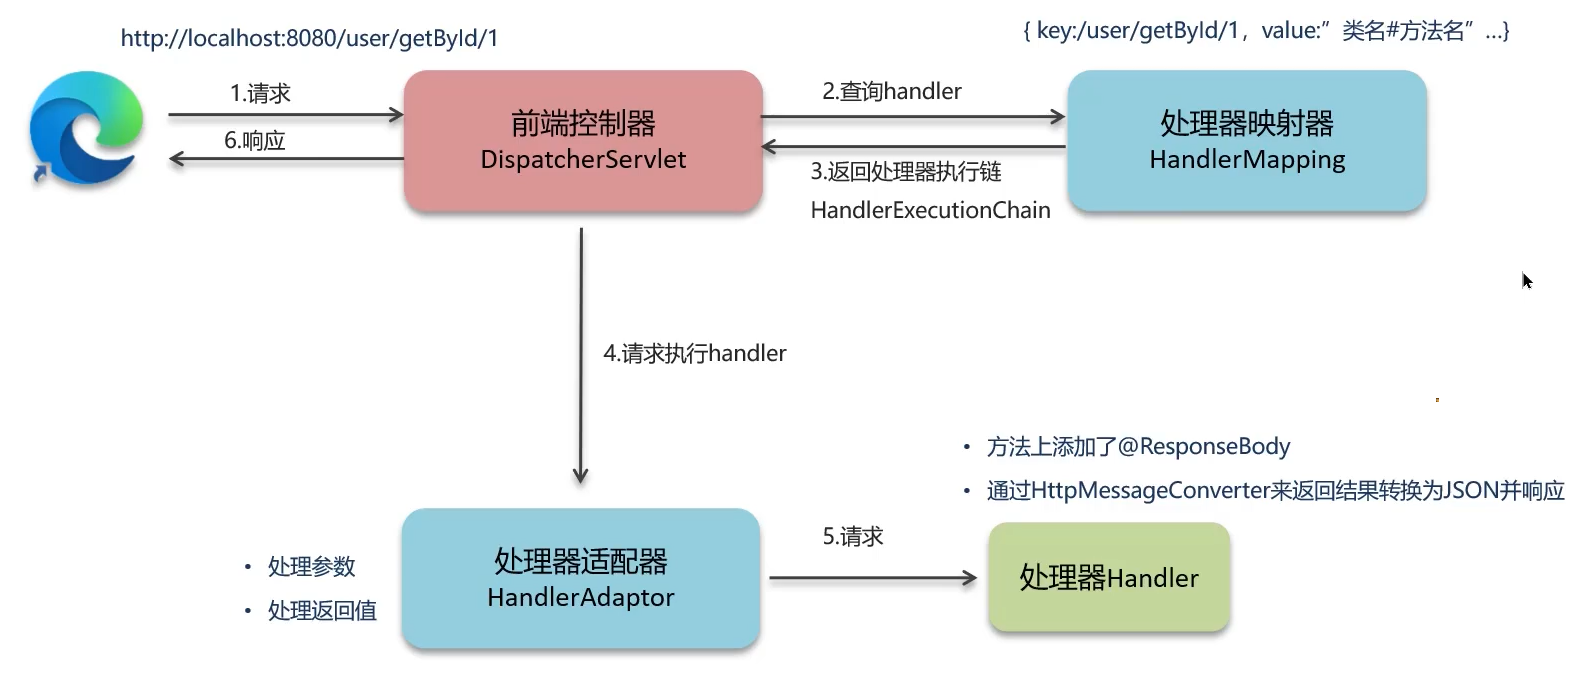 http://localhost:8080/user/getById/1
{ key:/user/getById/1，value:”类名#方法名” …}
1.请求
6.响应
前端控制器
DispatcherServlet
2.查询handler
3.返回处理器执行链
HandlerExecutionChain
处理器映射器
HandlerMapping
4.请求执行handler
• 方法上添加了@ResponseBody
• 通过HttpMessageConverter来返回结果转换为JSON并响应
• 处理参数
• 处理返回值
处理器适配器
HandlerAdaptor
5.请求
处理器Handler